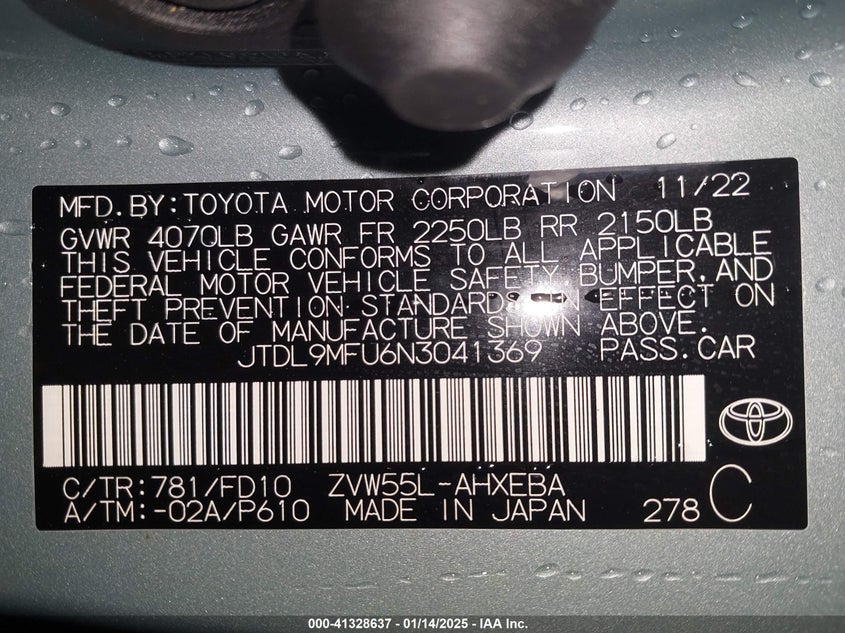 MFD.BY:TOYOTA MOTOR CORPORATION 11/22
GVWR 4070LB GAWR FR 2250LB RR 2150LB
THIS VEHICLE CONFORMS TO ALL APPLICABLE
FEDERAL MOTOR VEHICLE SAFETY, BUMPER, AND
THEFT PREVENTION STANDARDS IN EFFECT ON
THE DATE OF MANUFACTURE SHOWN ABOVE.
JTDL9MFU6N3041369 PASS.CAR
C/TR:781/FD10 ZVW55L-AHXEBA
A/TM:-02A/P610 MADE IN JAPAN 278 C
000-41328637 - 01/14/2025 - IAA Inc.